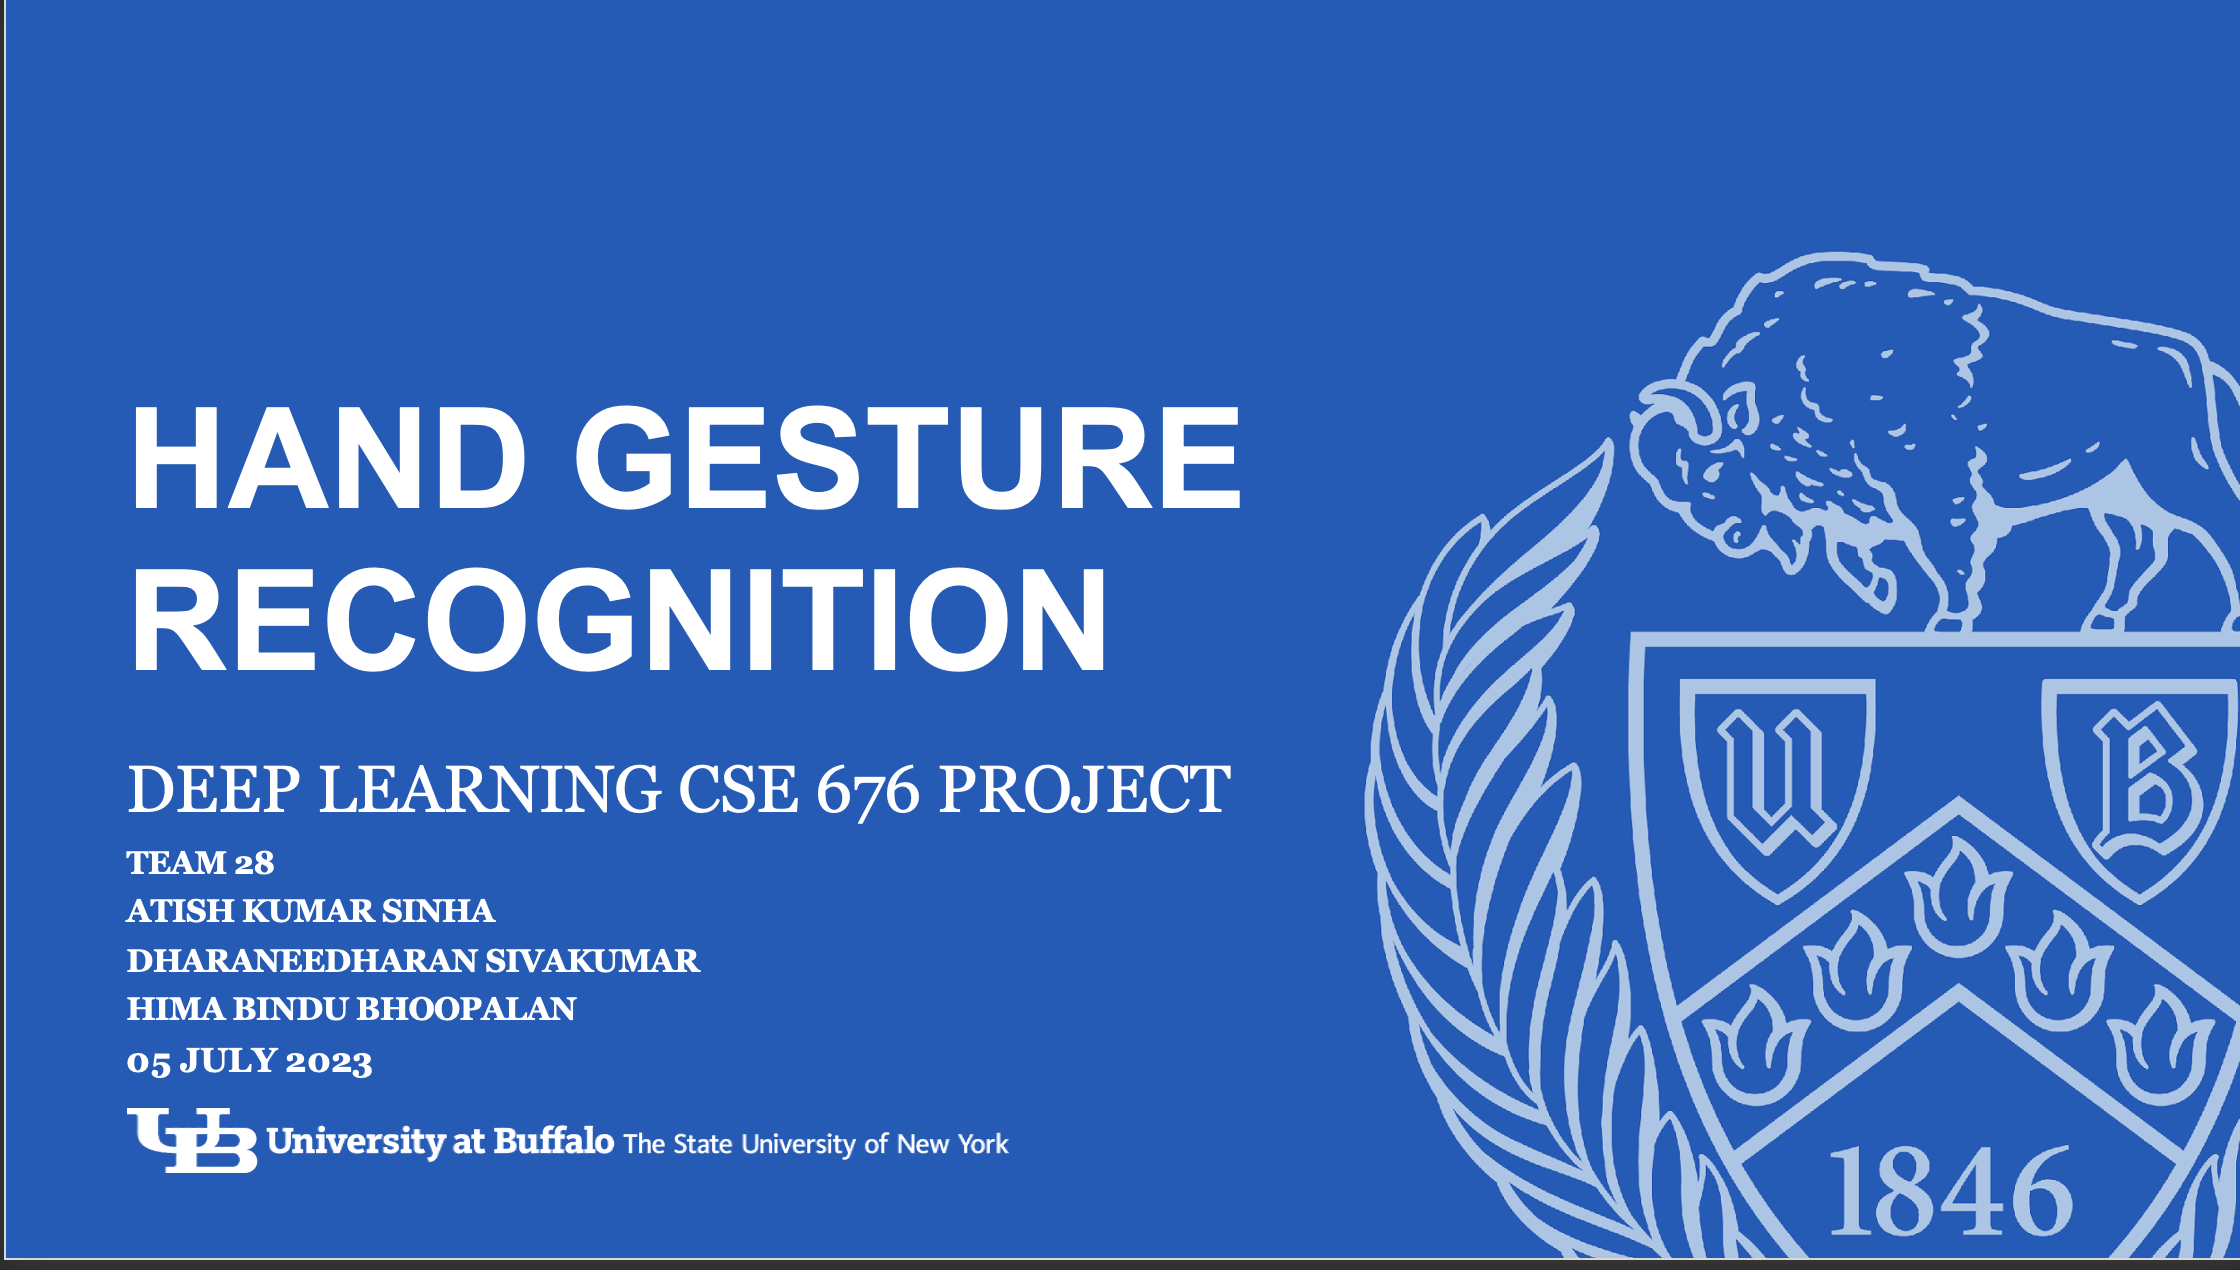 HAND GESTURE
RECOGNITION
DEEP LEARNING CSE 676 PROJECT
TEAM 28
ATISH KUMAR SINHA
DHARANEEDHARAN SIVAKUMAR
HIMA BINDU BHOOPALAN
05 JULY 2023
UB University at Buffalo The State University of New York
U B
1846